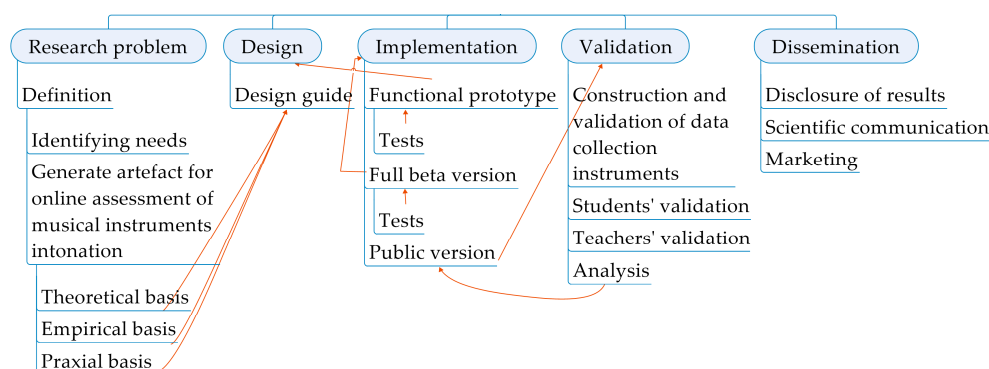 Research problem
Definition
Identifying needs
Generate artefact for
online assessment of
musical instruments
intonation
Theoretical basis
Empirical basis
Praxial basis
Design
Design guide
Implementation
Functional prototype
Tests
Full beta version
Tests
Public version
Validation
Construction and
validation of data
collection
instruments
Students' validation
Teachers' validation
Analysis
Dissemination
Disclosure of results
Scientific communication
Marketing